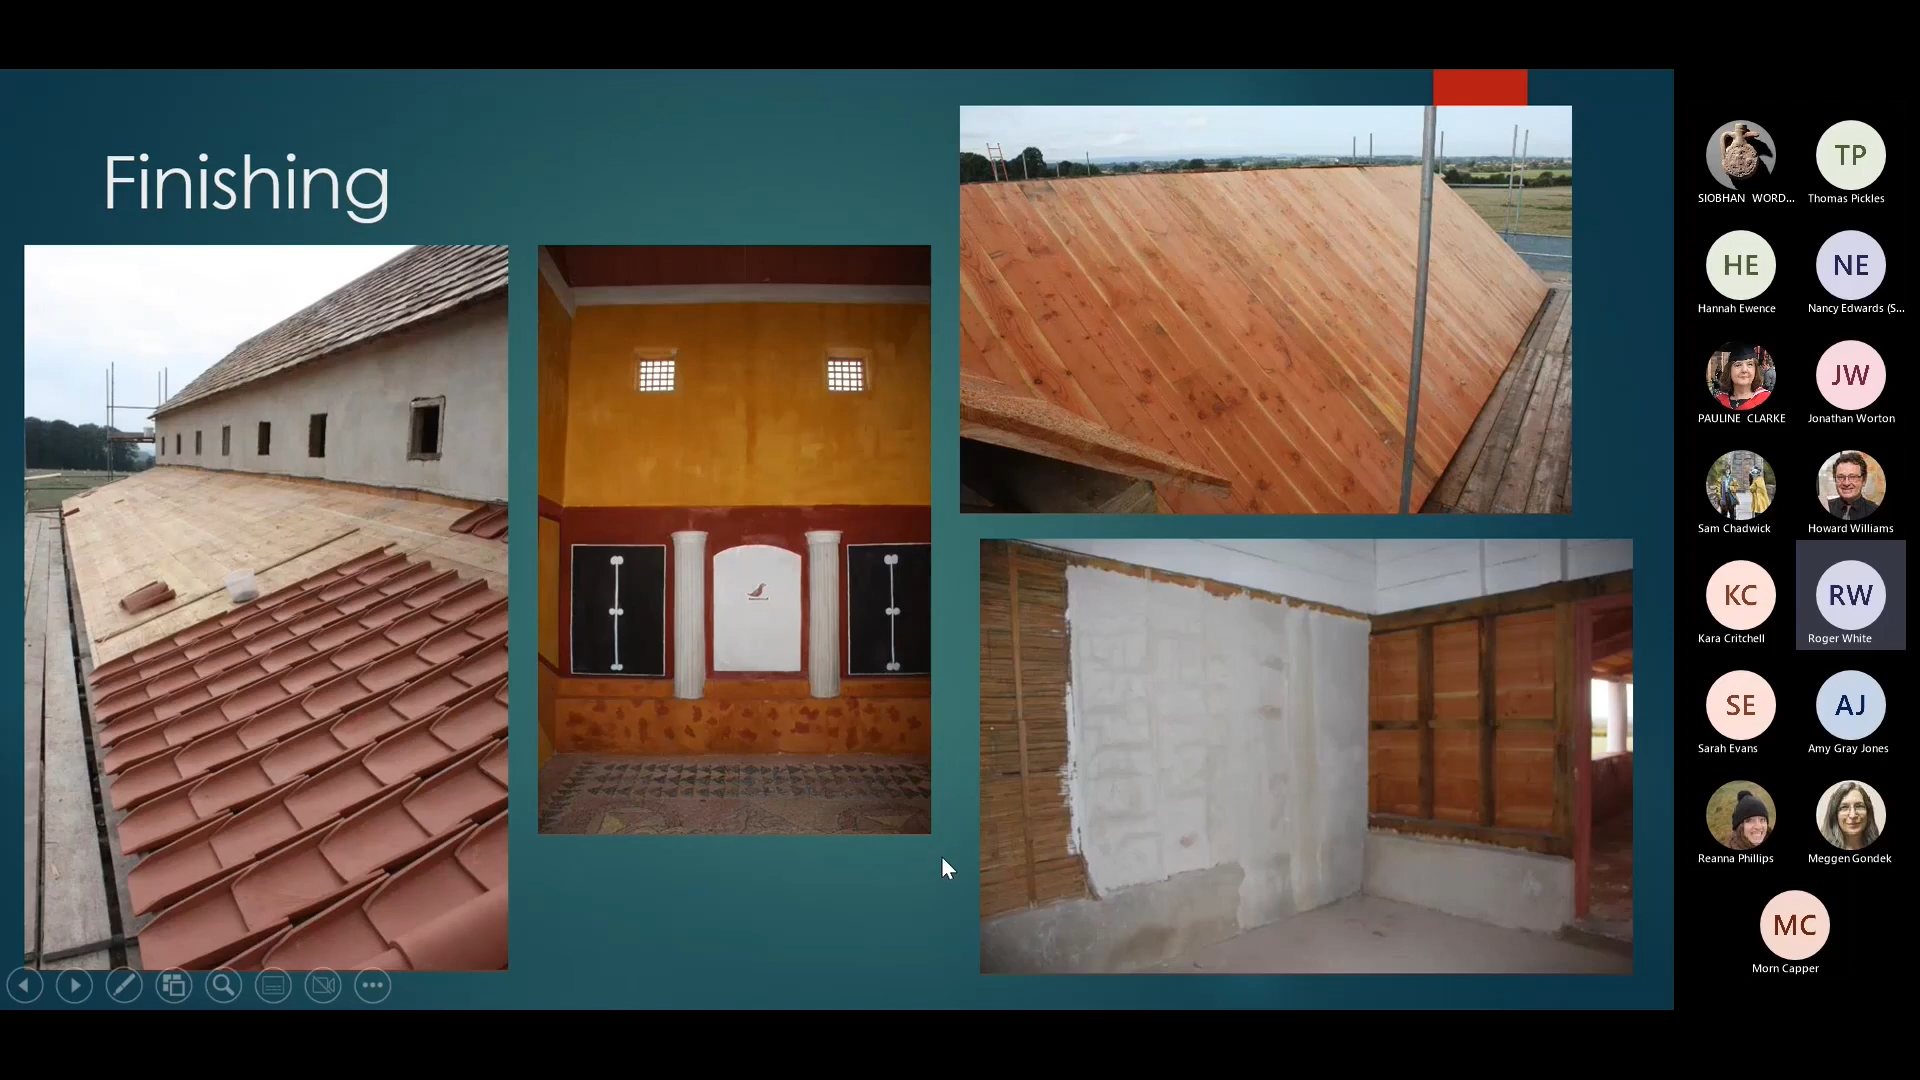 Finishing
SIOBHAN WORD...
TP
Thomas Pickles
HE
Hannah Ewence
NE
Nancy Edwards (S...
PAULINE CLARKE
JW
Jonathan Worton
Sam Chadwick
Howard Williams
KC
Kara Critchell
RW
Roger White
SE
Sarah Evans
AJ
Amy Gray Jones
Reanna Phillips
Meggen Gondek
MC
Morn Capper